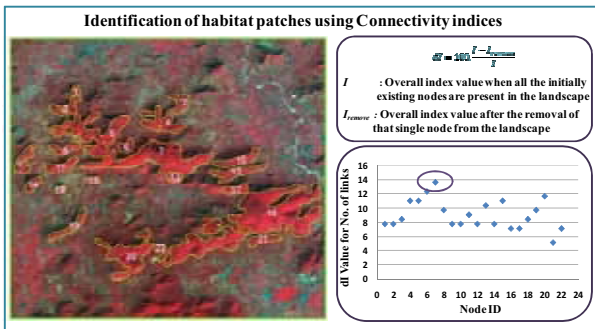 Identification of habitat patches using Connectivity indices
dI = 100. I - I remove
I
I : Overall index value when all the initially
existing nodes are present in the landscape
I remove : Overall index value after the removal of
that single node from the landscape
dI Value for No. of links
16
14
12
10
8
6
4
2
0
0 2 4 6 8 10 12 14 16 18 20 22 24
Node ID